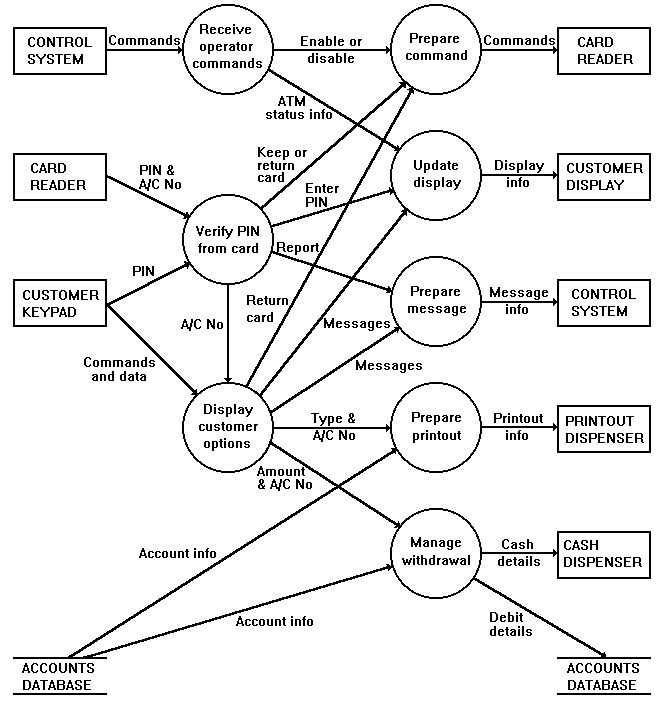 CONTROL
SYSTEM
Commands
Receive
operator
commands
Enable or
disable
Prepare
command
Commands
CARD
READER
ATM
status info
CARD
READER
PIN &
A/C No
Keep or
return
card
Update
display
Display
info
CUSTOMER
DISPLAY
Enter
PIN
Verify PIN
from card
Report
PIN
CUSTOMER
KEYPAD
A/C No
Return
card
Prepare
message
Message
info
CONTROL
SYSTEM
Messages
Messages
Commands
and data
Display
customer
options
Type &
A/C No
Prepare
printout
Printout
info
PRINTOUT
DISPENSER
Amount
& A/C No
Account info
Manage
withdrawal
Cash
details
CASH
DISPENSER
Account info
Debit
details
ACCOUNTS
DATABASE
ACCOUNTS
DATABASE